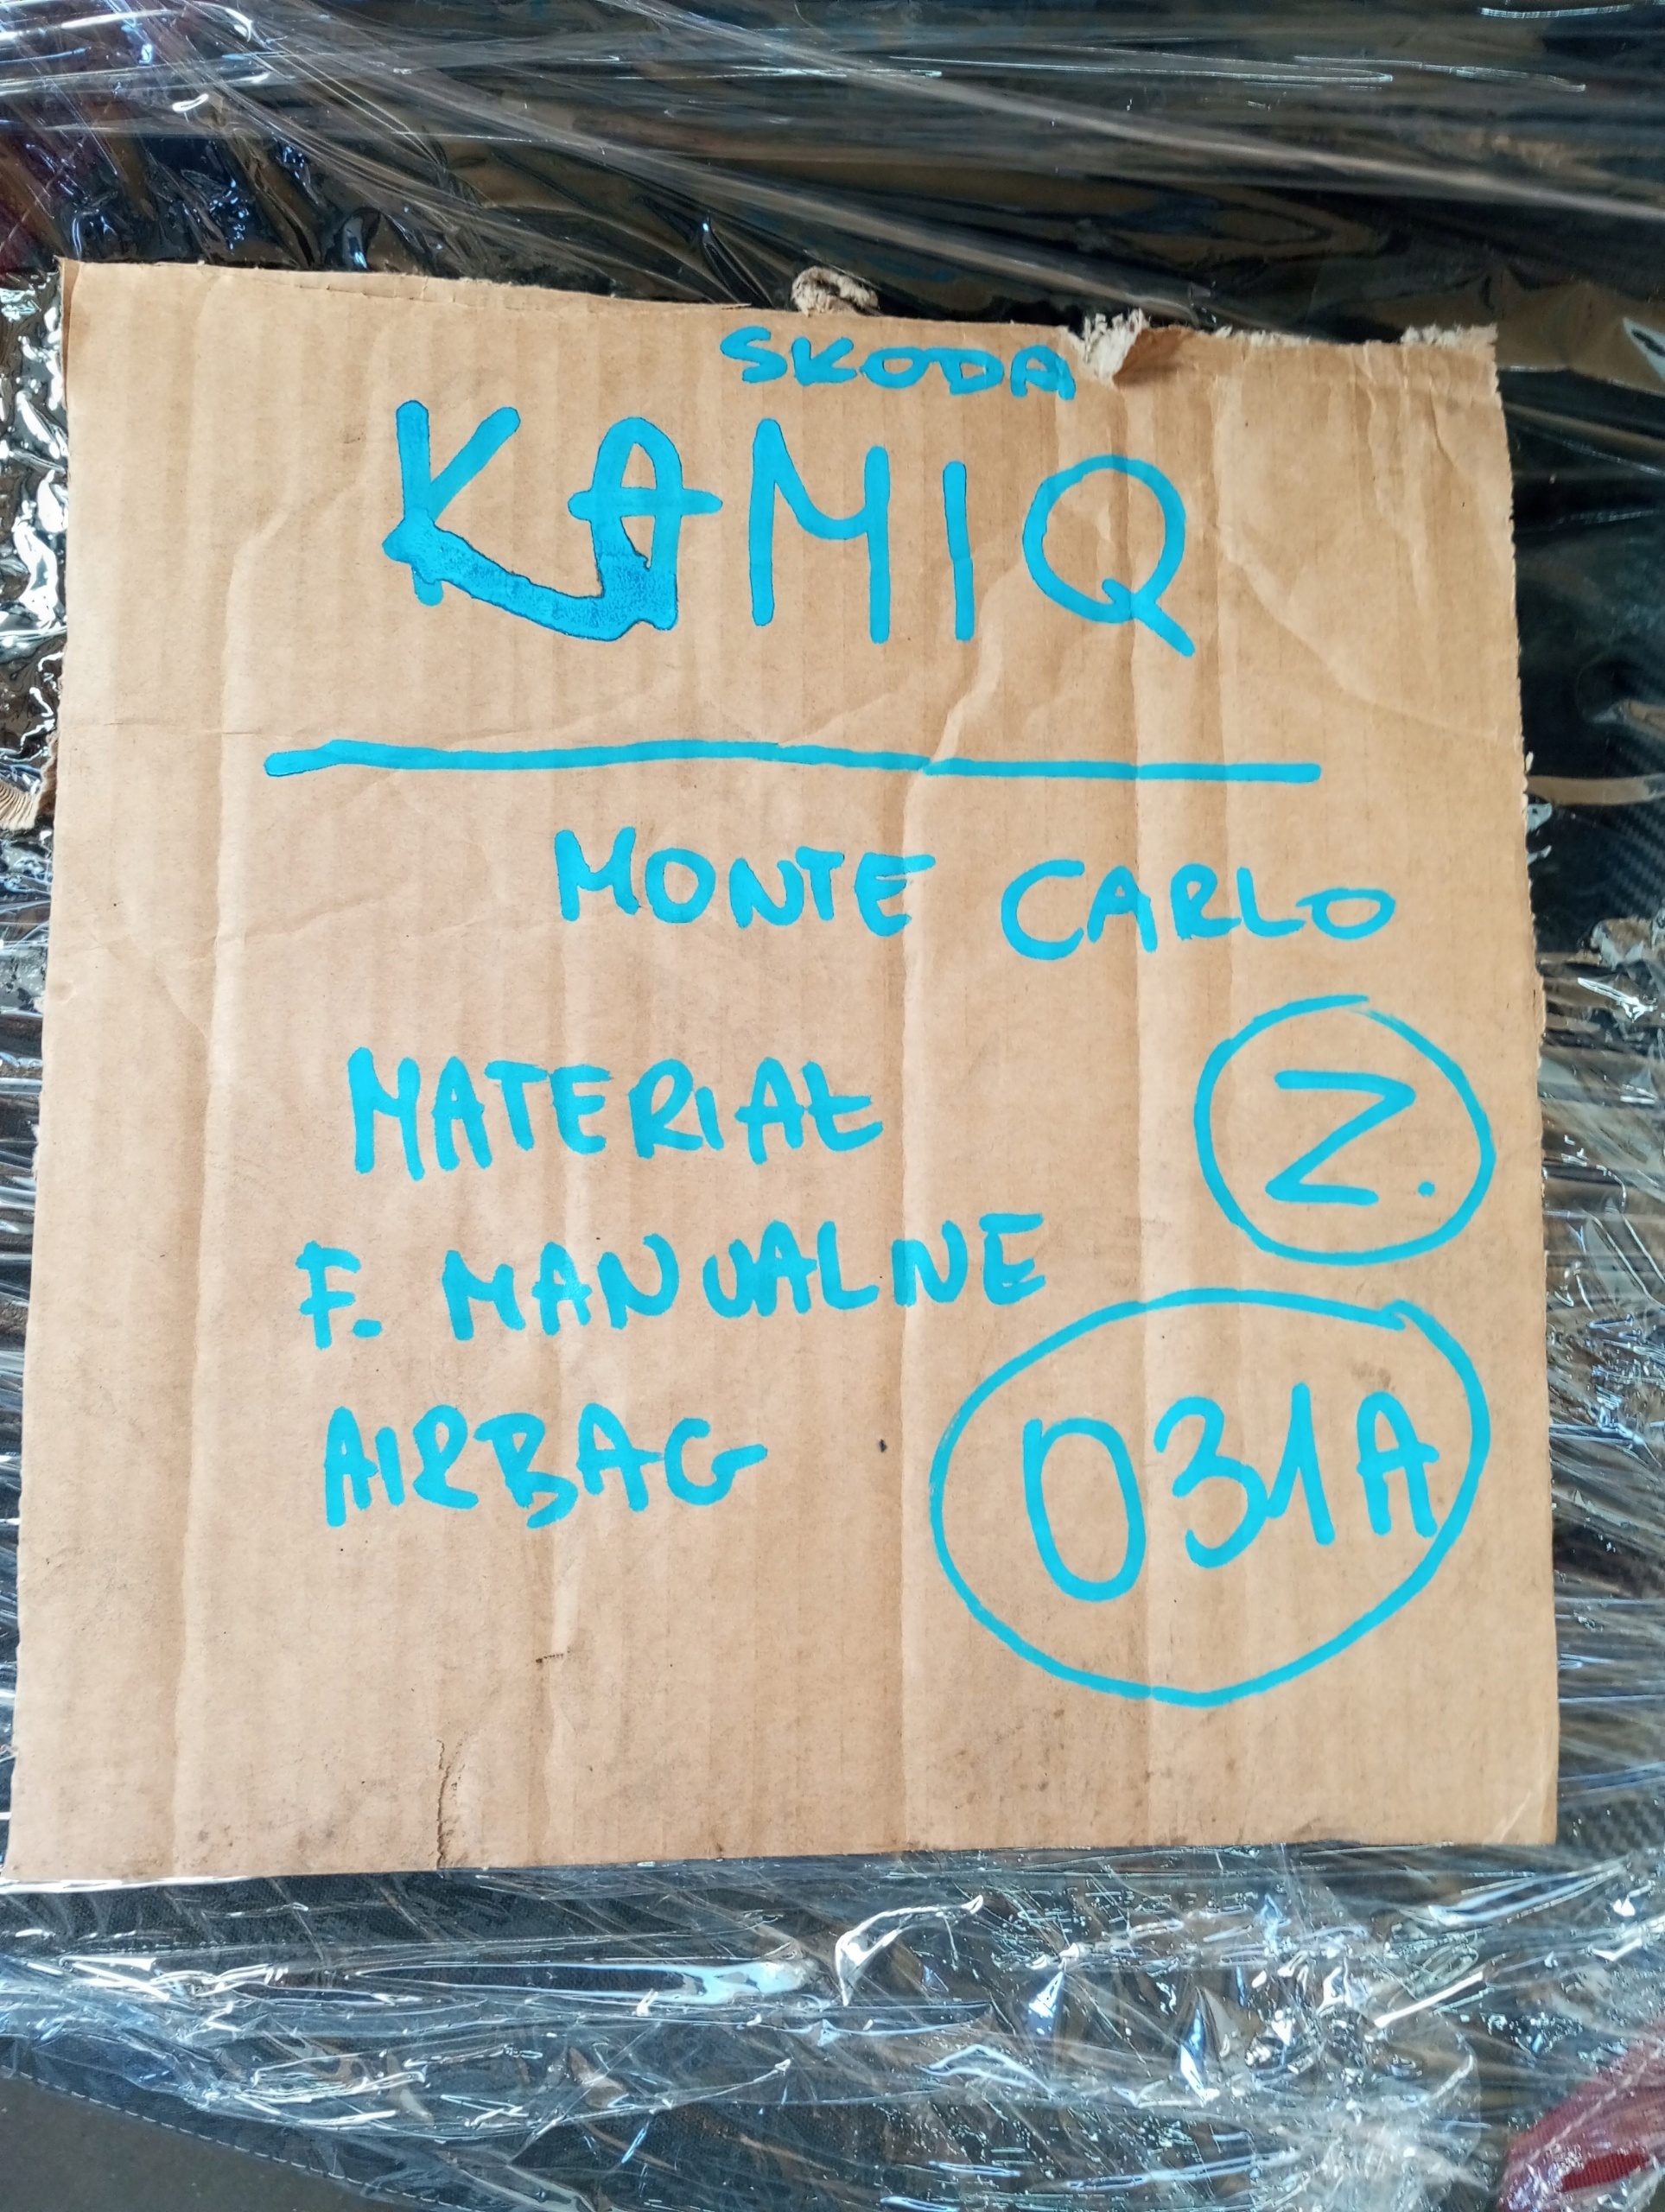 SKODA
KAMIQ
MONTE CARLO
MATERIAŁ
Z.
F. MANUALNE
AIRBAG
031A